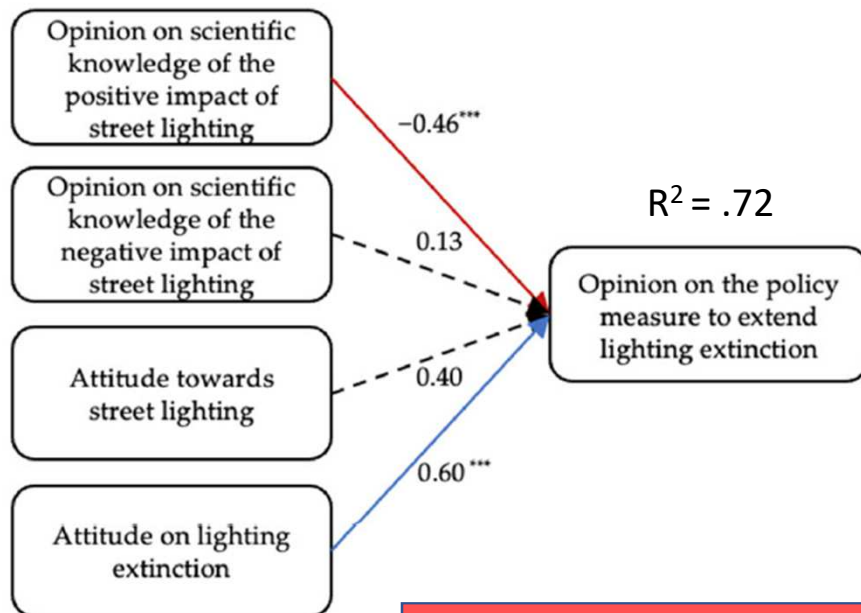 Opinion on scientific
knowledge of the
positive impact of
street lighting
−0.46***
Opinion on scientific
knowledge of the
negative impact of
street lighting
0.13
R² = .72
Opinion on the policy
measure to extend
lighting extinction
Attitude towards
street lighting
0.40
0.60 ***
Attitude on lighting
extinction